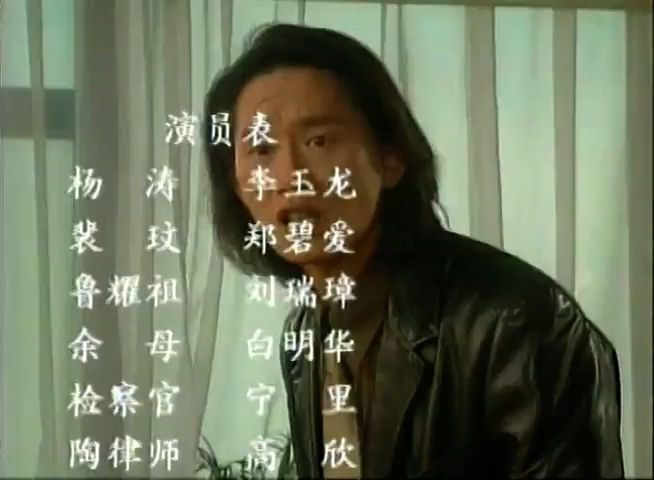 演员表
杨 涛 李玉龙
裴 玟 郑碧爱
鲁耀祖 刘瑞璋
余 母 白明华
检察官 宁 里
陶律师 高 欣